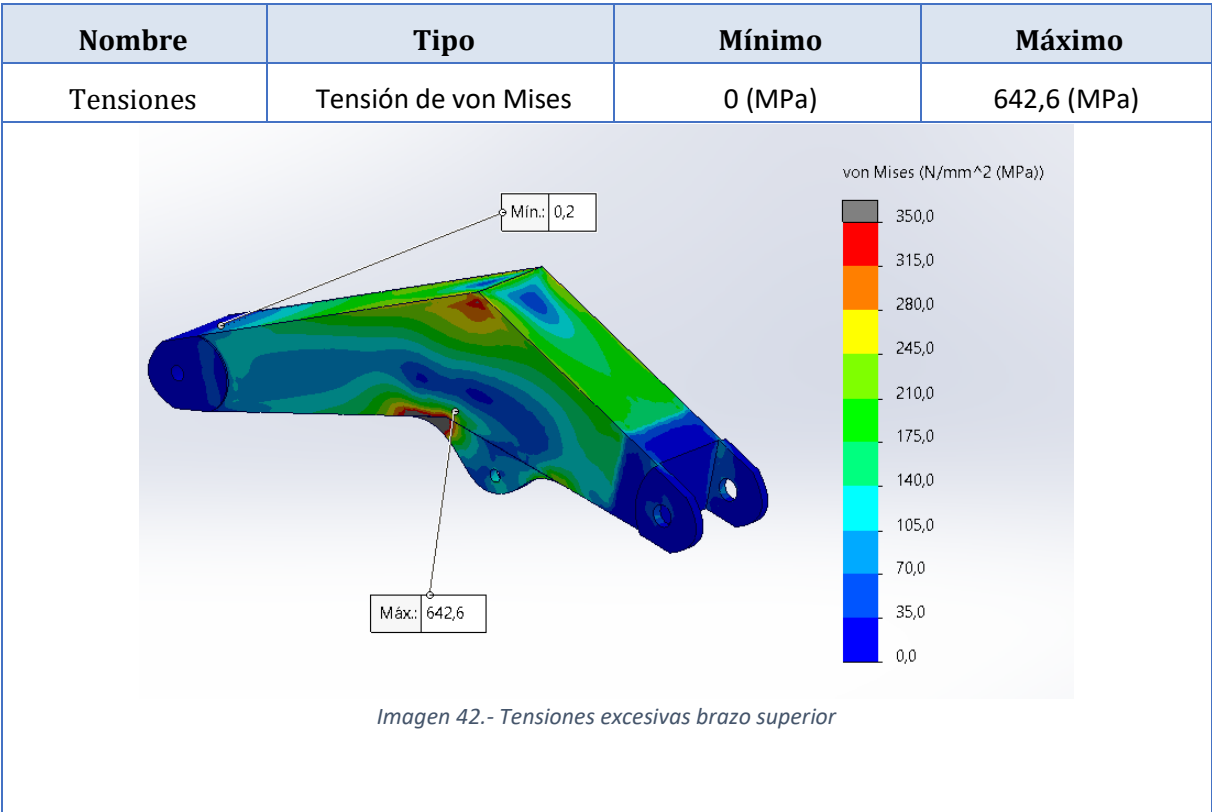 Nombre Tipo Mínimo Máximo
Tensiones Tensión de von Mises 0 (MPa) 642,6 (MPa)
von Mises (N/mm^2 (MPa))
Mín.: 0,2
350,0
315,0
280,0
245,0
210,0
175,0
140,0
105,0
70,0
35,0
0,0
Máx.: 642,6
Imagen 42.- Tensiones excesivas brazo superior